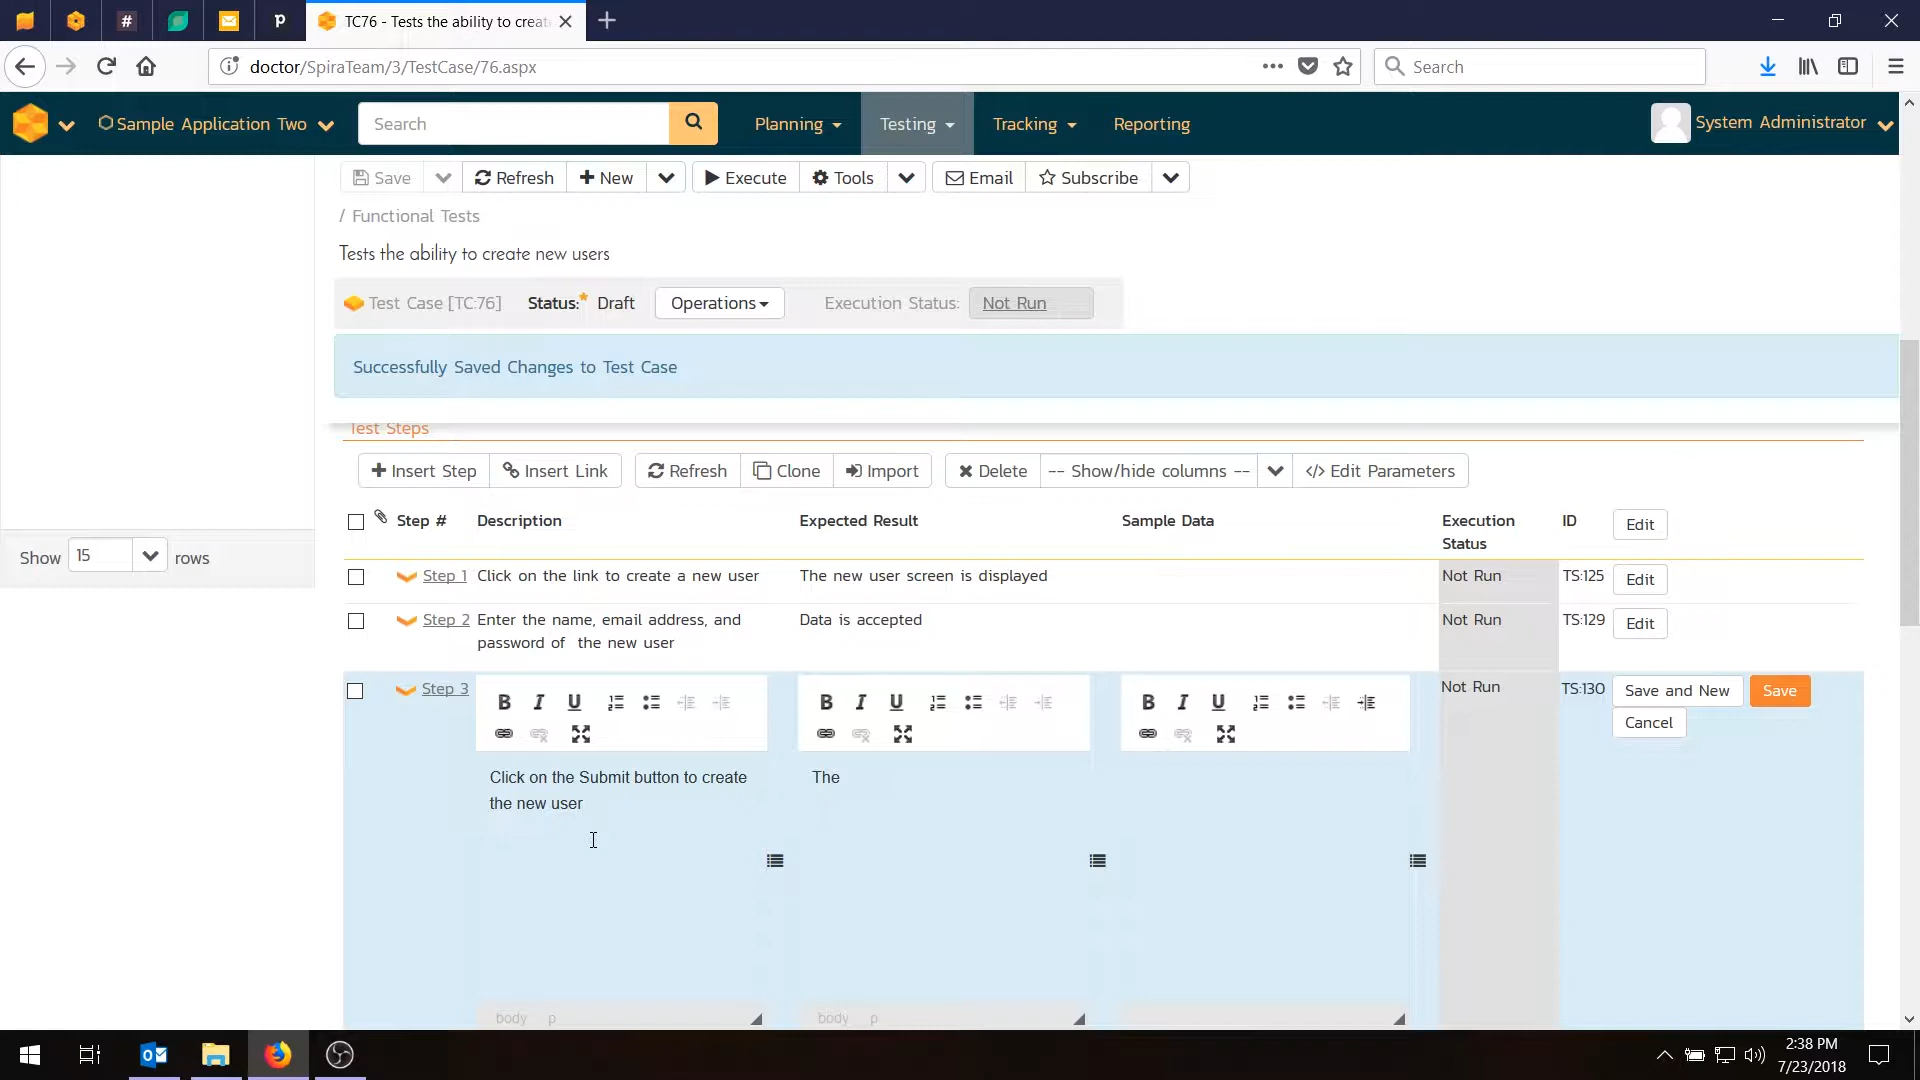 TC76 - Tests the ability to creat
doctor/SpiraTeam/3/TestCase/76.aspx
Search
Sample Application Two
Search
Planning
Testing
Tracking
Reporting
System Administrator
Save
Refresh
New
Execute
Tools
Email
Subscribe
/ Functional Tests
Tests the ability to create new users
Test Case [TC:76]
Status:* Draft
Operations
Execution Status:
Not Run
Successfully Saved Changes to Test Case
Test Steps
Insert Step
Insert Link
Refresh
Clone
Import
Delete
-- Show/hide columns --
</> Edit Parameters
Step #
Description
Expected Result
Sample Data
Execution
Status
ID
Edit
Show 15 rows
Step 1
Click on the link to create a new user
The new user screen is displayed
Not Run
TS:125
Edit
Step 2
Enter the name, email address, and
password of the new user
Data is accepted
Not Run
TS:129
Edit
Step 3
B I U
B I U
B I U
Not Run
TS:130
Save and New
Save
Cancel
Click on the Submit button to create
the new user
The
body p
body p
2:38 PM
7/23/2018